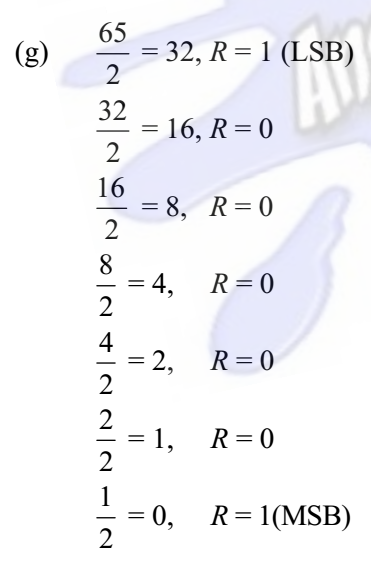 (g) 65/2 = 32, R = 1 (LSB)
32/2 = 16, R = 0
16/2 = 8, R = 0
8/2 = 4, R = 0
4/2 = 2, R = 0
2/2 = 1, R = 0
1/2 = 0, R = 1(MSB)